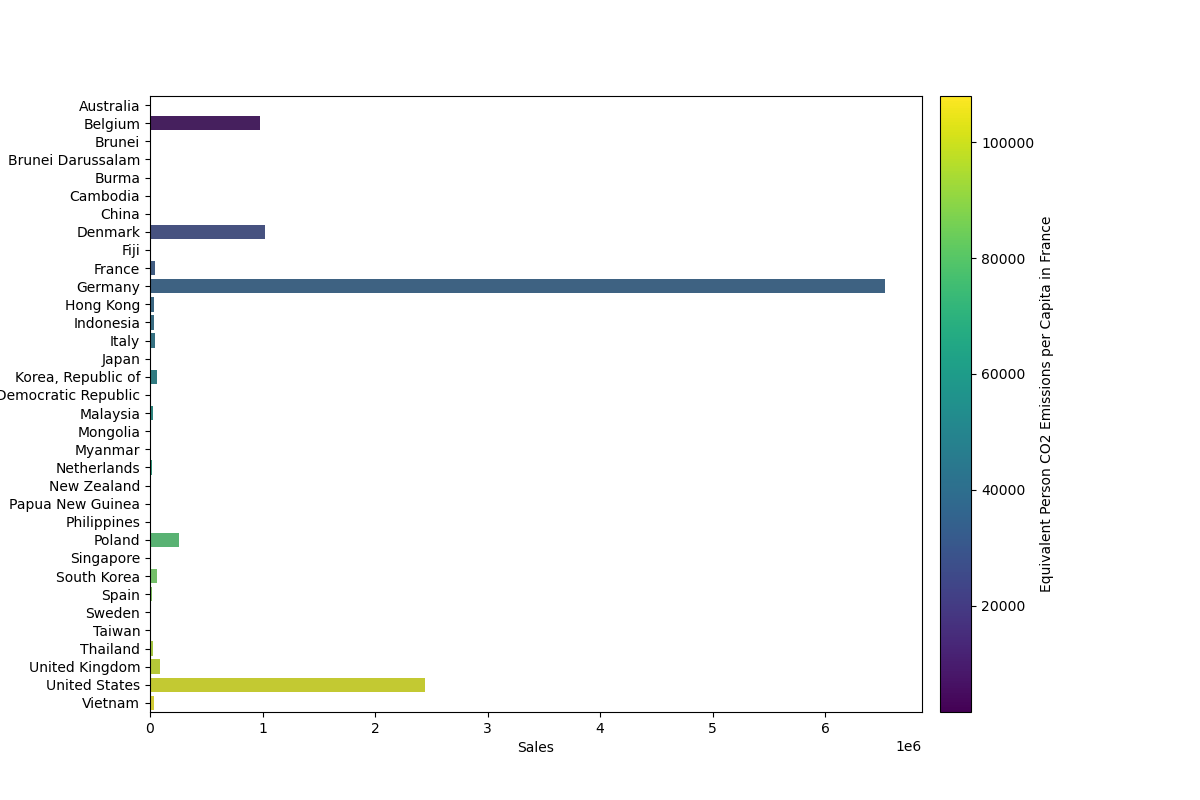 Australia
Belgium
Brunei
Brunei Darussalam
Burma
Cambodia
China
Denmark
Fiji
France
Germany
Hong Kong
Indonesia
Italy
Japan
Korea, Republic of
Democratic Republic
Malaysia
Mongolia
Myanmar
Netherlands
New Zealand
Papua New Guinea
Philippines
Poland
Singapore
South Korea
Spain
Sweden
Taiwan
Thailand
United Kingdom
United States
Vietnam
0 1 2 3 4 5 6
1e6
Sales
100000
80000
60000
40000
20000
Equivalent Person CO2 Emissions per Capita in France